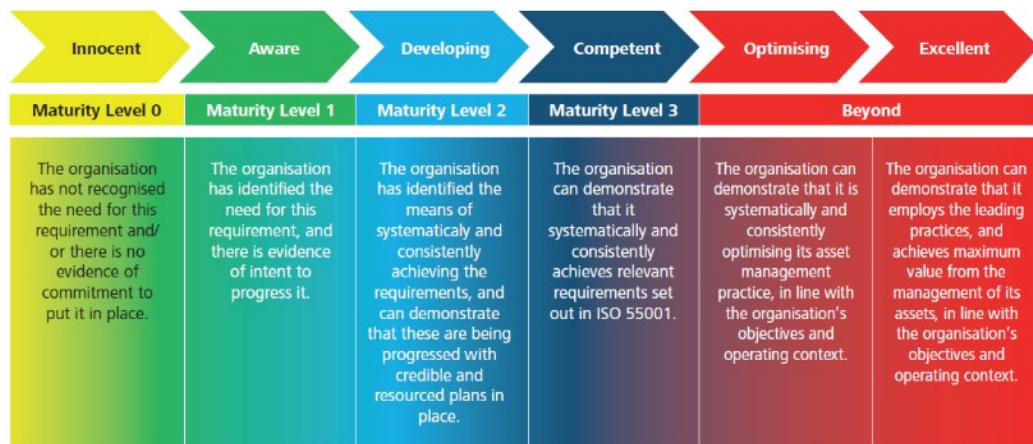 Innocent
Aware
Developing
Competent
Optimising
Excellent
Maturity Level 0
Maturity Level 1
Maturity Level 2
Maturity Level 3
Beyond
The organisation
has not recognised
the need for this
requirement and/
or there is no
evidence of
commitment to
put it in place.
The organisation
has identified the
need for this
requirement, and
there is evidence
of intent to
progress it.
The organisation
has identified the
means of
systematicaly and
consistently
achieving the
requirements, and
can demonstrate
that these are being
progressed with
credible and
resourced plans in
place.
The organisation
can demonstrate
that it
systematically and
consistently
achieves relevant
requirements set
out in ISO 55001.
The organisation can
demonstrate that it is
systematically and
consistently
optimising its asset
management
practice, in line with
the organisation’s
objectives and
operating context.
The organisation can
demonstrate that it
employs the leading
practices, and
achieves maximum
value from the
management of its
assets, in line with
the organisation’s
objectives and
operating context.